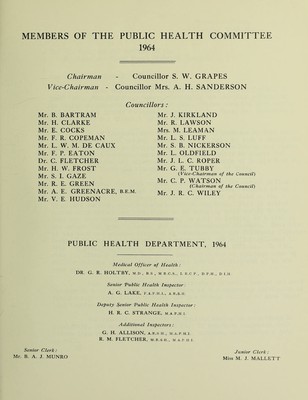 MEMBERS OF THE PUBLIC HEALTH COMMITTEE
1964
Chairman - Councillor S. W. GRAPES
Vice-Chairman - Councillor Mrs. A. H. SANDERSON
Councillors:
Mr. B. BARTRAM
Mr. H. CLARKE
Mr. E. COCKS
Mr. F. R. COPEMAN
Mr. L. W. M. DE CAUX
Mr. F. P. EATON
Dr. C. FLETCHER
Mr. H. W. FROST
Mr. S. I. GAZE
Mr. R. E. GREEN
Mr. A. E. GREENACRE, B.E.M.
Mr. V. E. HUDSON
Mr. J. KIRKLAND
Mr. R. LAWSON
Mrs. M. LEAMAN
Mr. L. S. LUFF
Mr. S. B. NICKERSON
Mr. L. OLDFIELD
Mr. J. L. C. ROPER
Mr. G. E. TUBBY
(Vice-Chairman of the Council)
Mr. C. P. WATSON
(Chairman of the Council)
Mr. J. R. C. WILEY
PUBLIC HEALTH DEPARTMENT, 1964
Medical Officer of Health:
DR. G. R. HOLTBY, M.D., B.S., M.R.C.S., L.R.C.P., D.P.H., D.I.H.
Senior Public Health Inspector:
A. G. LAKE,
Deputy Senior Public Health Inspector:
H. R. C. STRANGE, M.A.P.H.I.
Additional Inspectors:
G. H. ALLISON, M.A.P.H.I.
R. M. FLETCHER, M.A.P.H.I.
Senior Clerk:
Mr. B. A. J. MUNRO
Junior Clerk:
Miss M. J. MALLETT